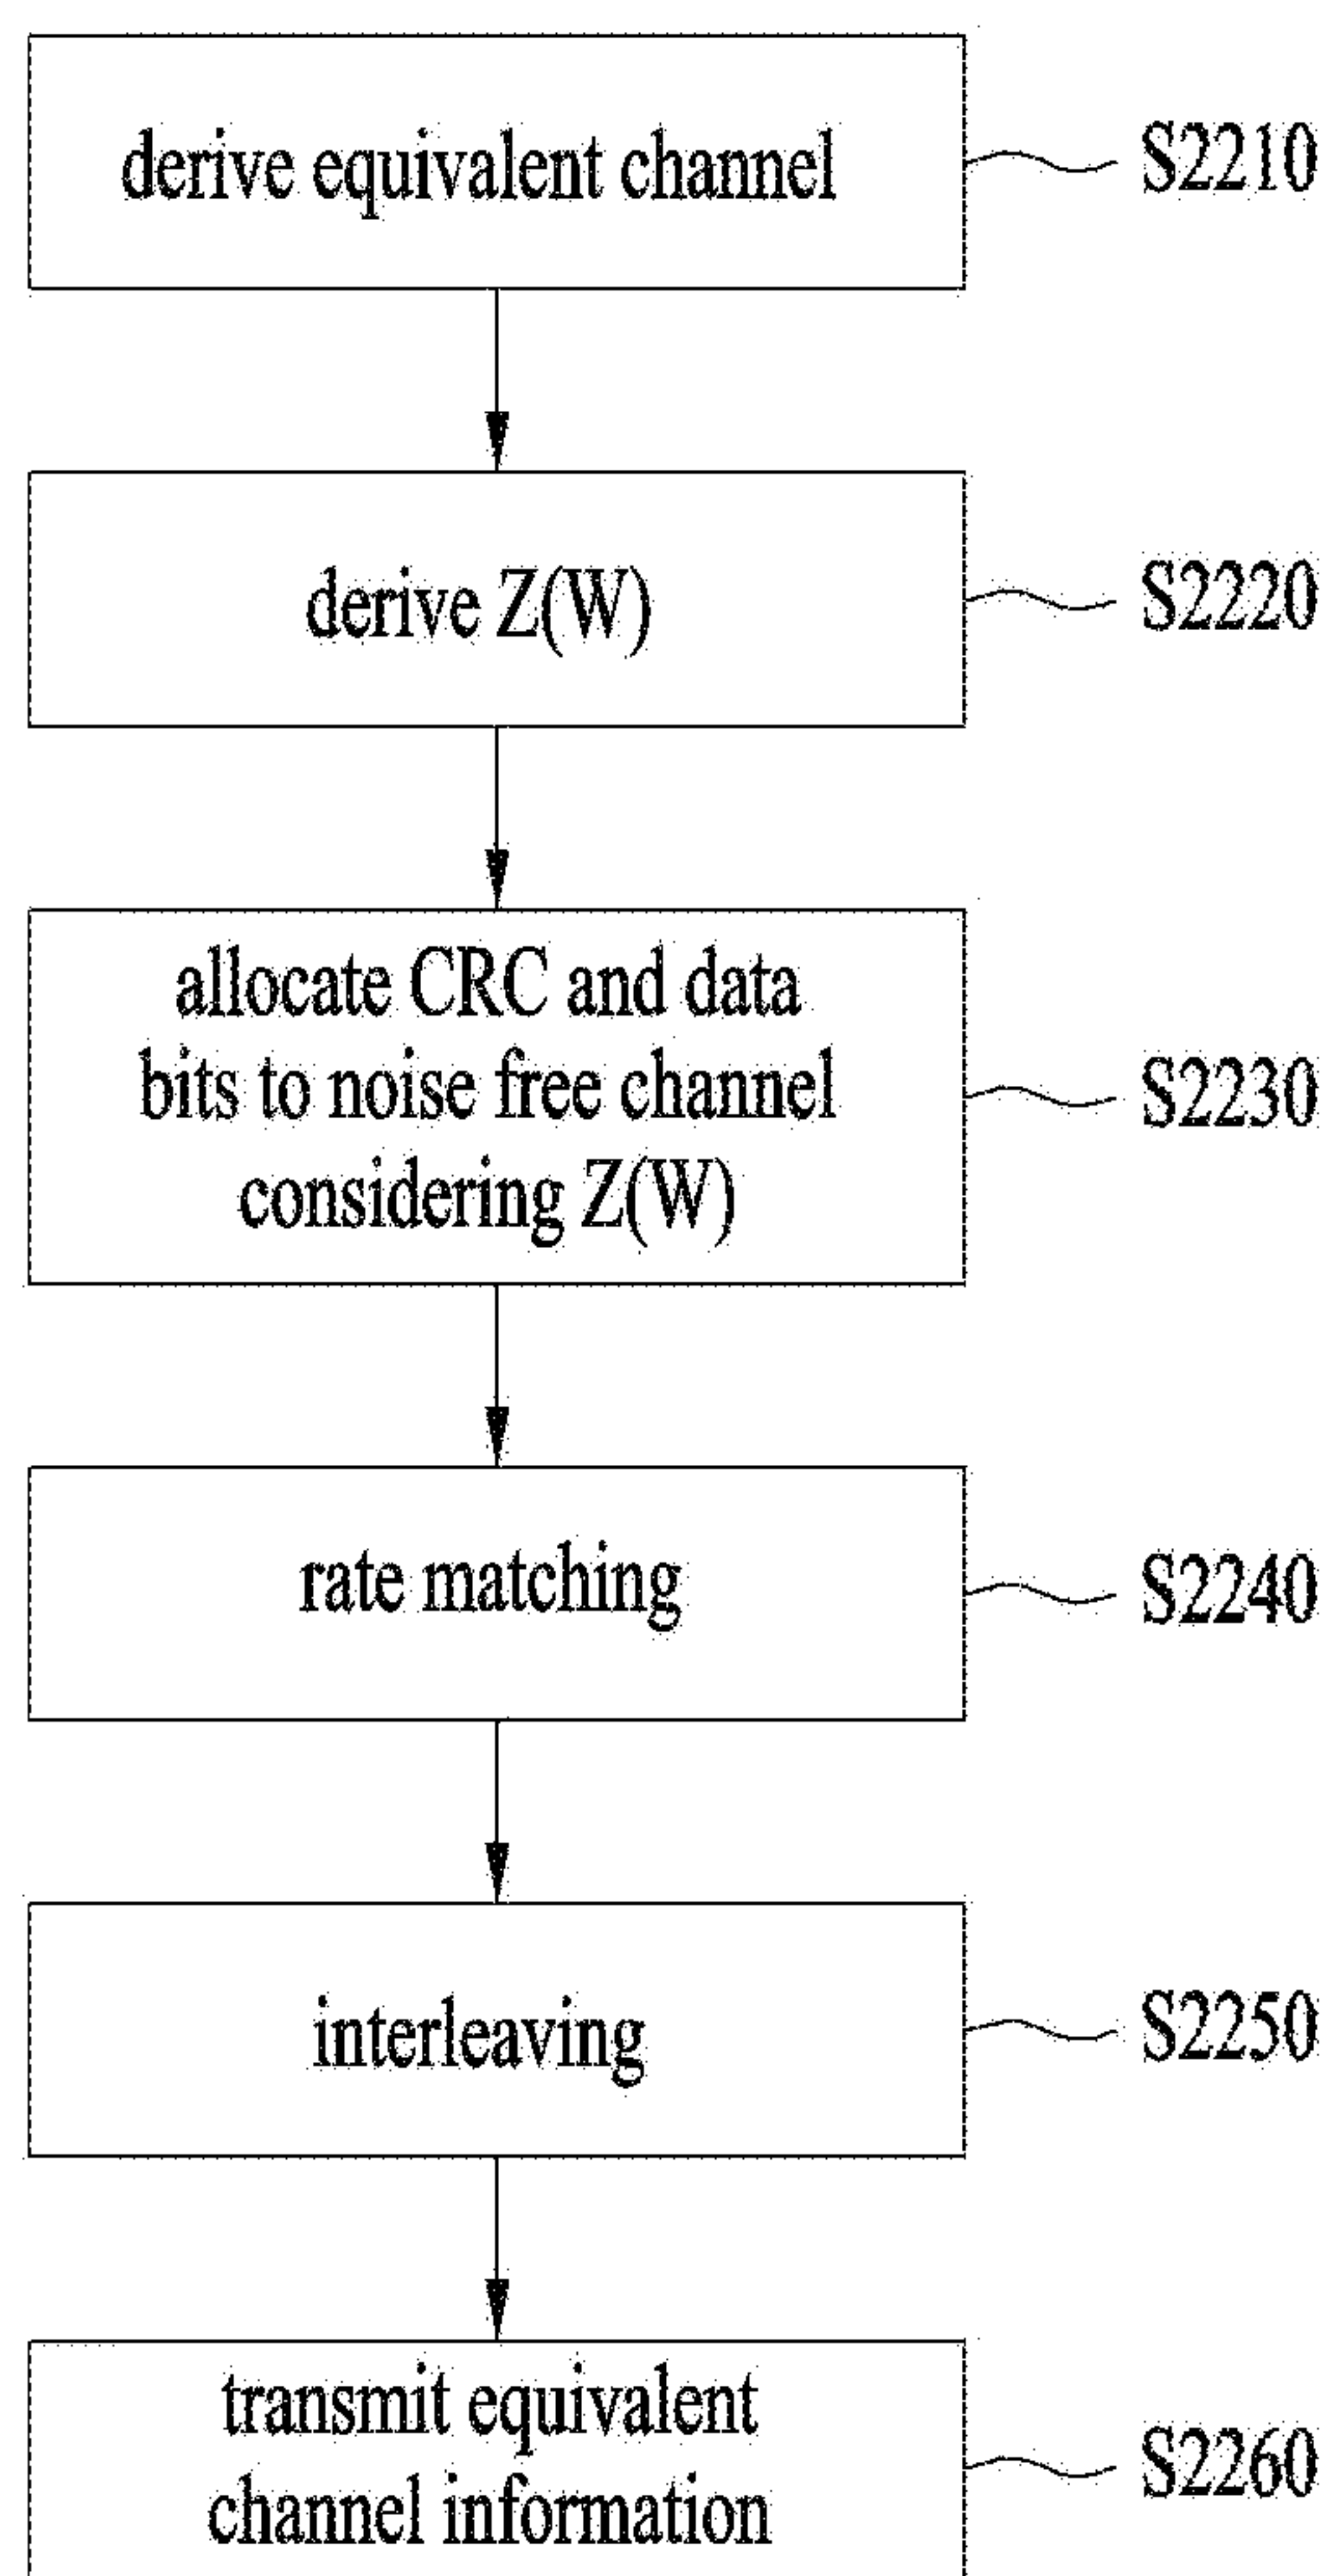 derive equivalent channel
S2210
derive Z(W)
S2220
allocate CRC and data
bits to noise free channel
considering Z(W)
S2230
rate matching
S2240
interleaving
S2250
transmit equivalent
channel information
S2260